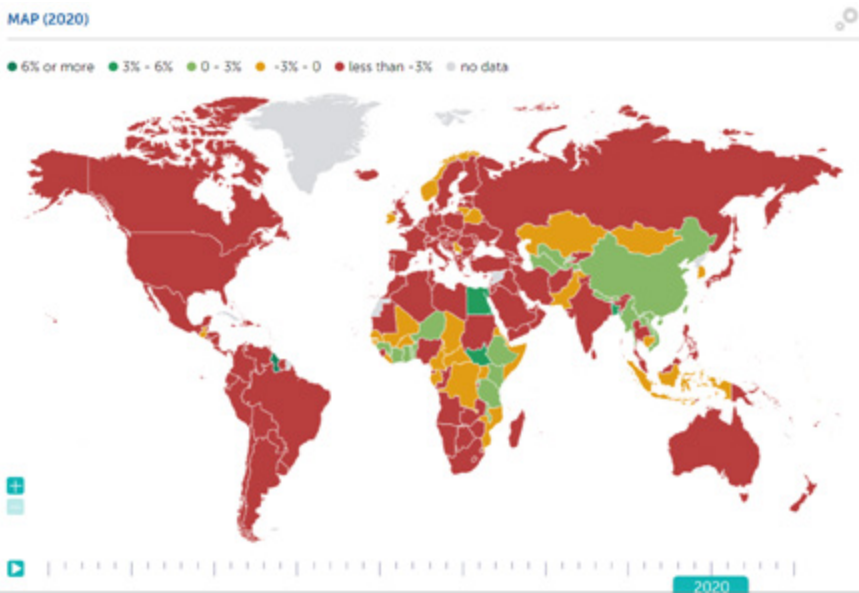 MAP (2020)
6% or more 3% - 6% 0 - 3% -3% - 0 less than -3% no data
2020